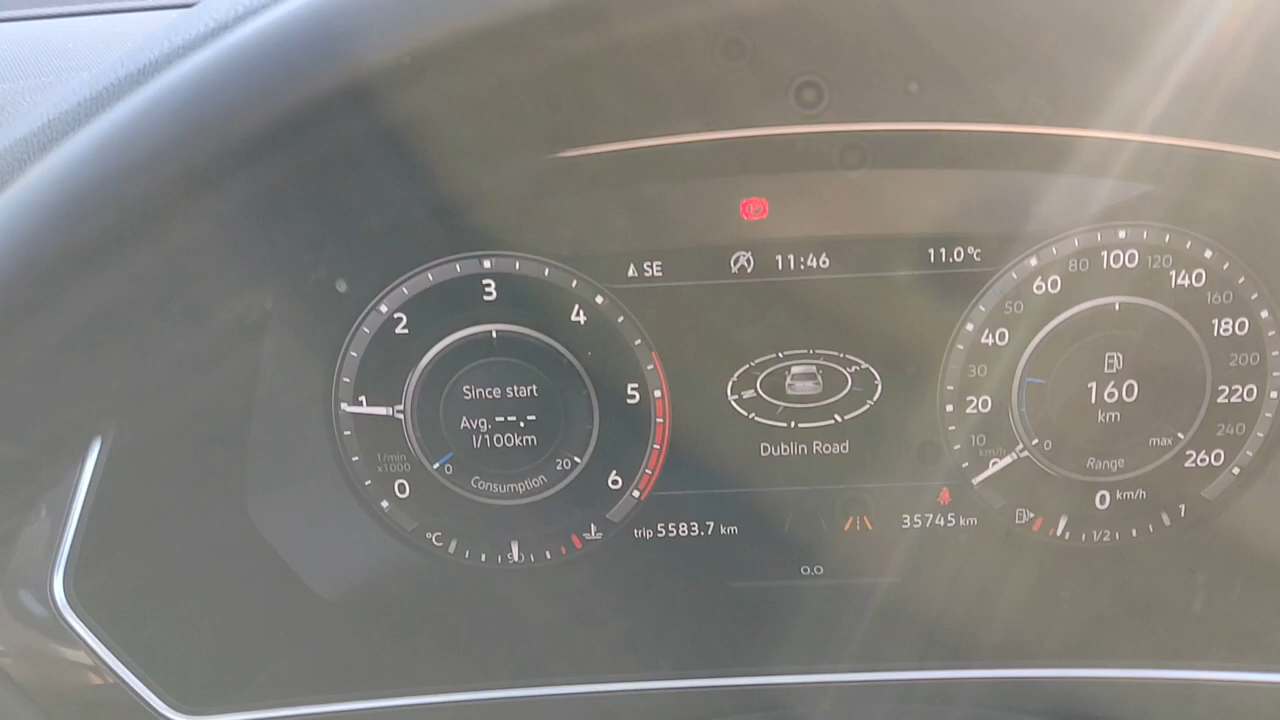 SE
11:46
11.0°C
1
2
3
4
5
6
0
1/min
x1000
Since start
Avg. --.-
l/100km
0
20
Consumption
°C
90
Dublin Road
S
N
trip 5583.7 km
35745 km
0.0
0
10
20
30
40
50
60
80
100
120
140
160
180
200
220
240
260
km/h
160
km
0
max
Range
0 km/h
1/2
1